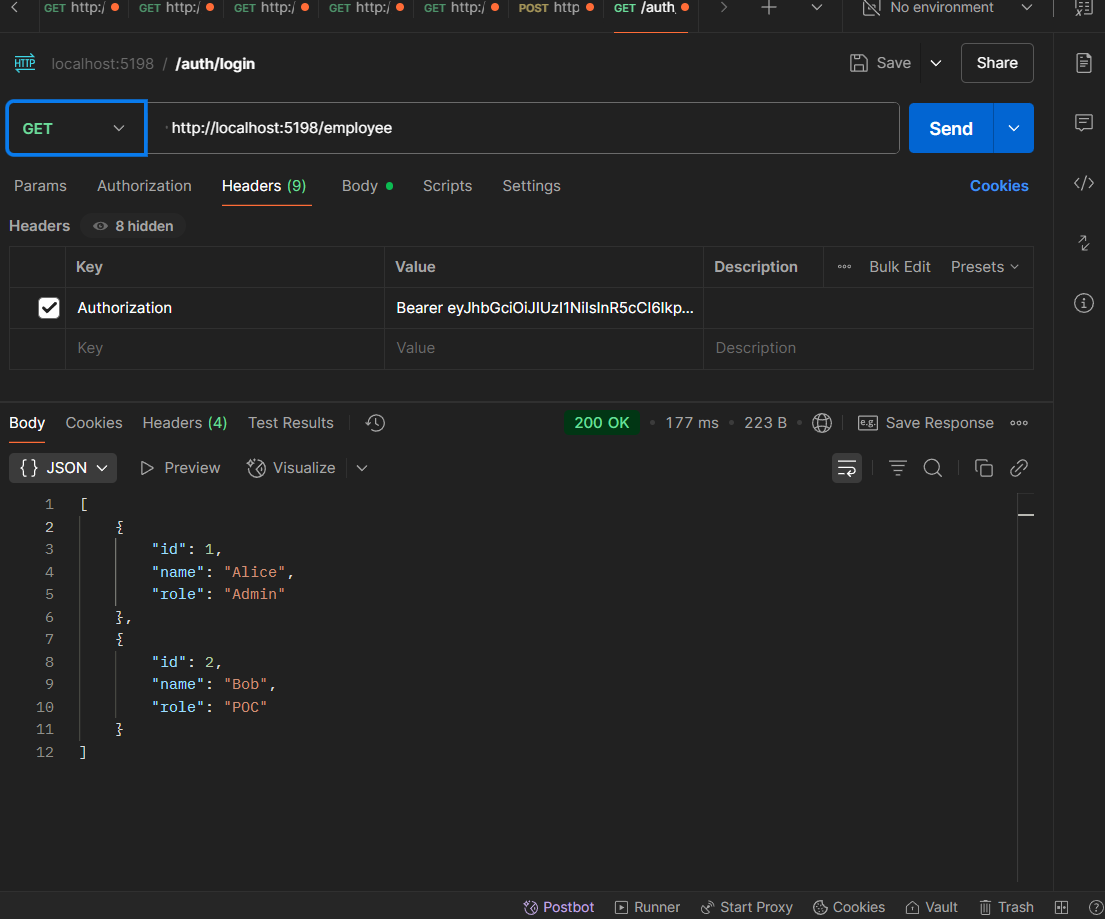 GET http:/ GET http:/ GET http:/ GET http:/ GET http:/ POST http GET /auth No environment
HTTP localhost:5198 / /auth/login Save Share
GET http://localhost:5198/employee Send
Params Authorization Headers (9) Body Scripts Settings Cookies
Headers 8 hidden
Key Value Description Bulk Edit Presets
Authorization Bearer eyJhbGciOiJIUzI1NiIsInR5cCI6Ikp...
Key Value Description
Body Cookies Headers (4) Test Results 200 OK 177 ms 223 B e.g. Save Response
{} JSON Preview Visualize
1 [
2 {
3 "id": 1,
4 "name": "Alice",
5 "role": "Admin"
6 },
7 {
8 "id": 2,
9 "name": "Bob",
10 "role": "POC"
11 }
12 ]
Postbot Runner Start Proxy Cookies Vault Trash